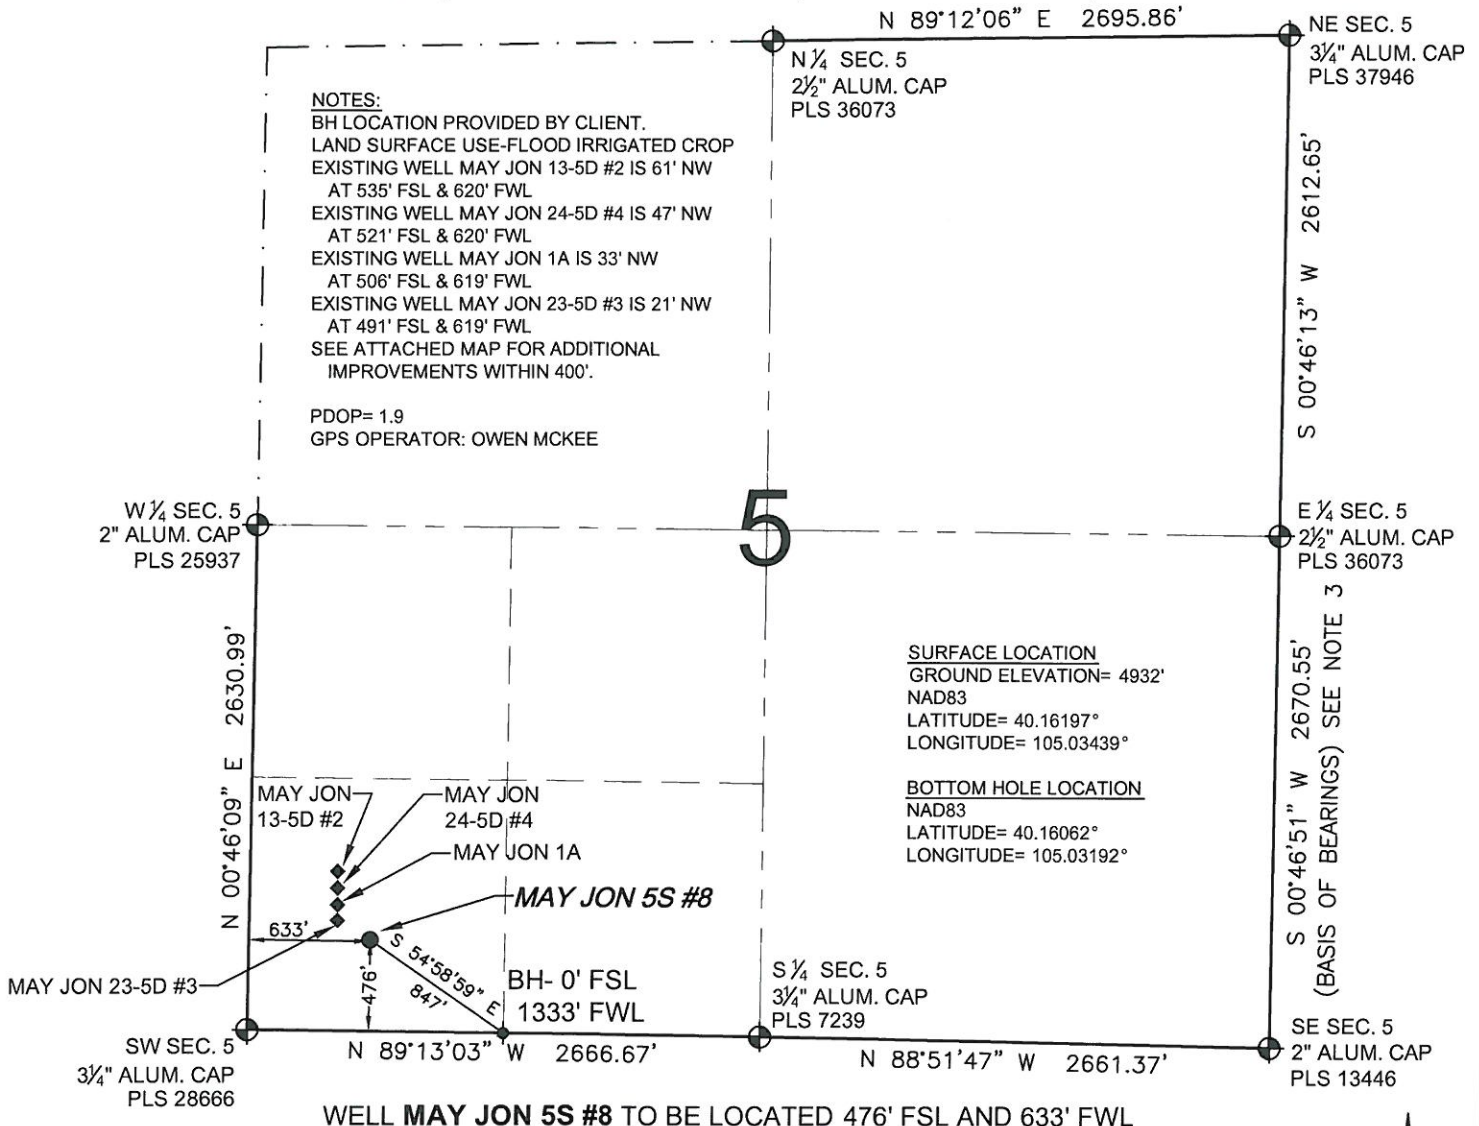 N 89°12'06" E 2695.86'
NE SEC. 5
3¼" ALUM. CAP
PLS 37946
N ¼ SEC. 5
2½" ALUM. CAP
PLS 36073
NOTES:
BH LOCATION PROVIDED BY CLIENT.
LAND SURFACE USE-FLOOD IRRIGATED CROP
EXISTING WELL MAY JON 13-5D #2 IS 61' NW
AT 535' FSL & 620' FWL
EXISTING WELL MAY JON 24-5D #4 IS 47' NW
AT 521' FSL & 620' FWL
EXISTING WELL MAY JON 1A IS 33' NW
AT 506' FSL & 619' FWL
EXISTING WELL MAY JON 23-5D #3 IS 21' NW
AT 491' FSL & 619' FWL
SEE ATTACHED MAP FOR ADDITIONAL
IMPROVEMENTS WITHIN 400'.
PDOP= 1.9
GPS OPERATOR: OWEN MCKEE
S 00°46'13" W 2612.65'
W ¼ SEC. 5
2" ALUM. CAP
PLS 25937
5
E ¼ SEC. 5
2½" ALUM. CAP
PLS 36073
N 00°46'09" E 2630.99'
SURFACE LOCATION
GROUND ELEVATION= 4932'
NAD83
LATITUDE= 40.16197°
LONGITUDE= 105.03439°
BOTTOM HOLE LOCATION
NAD83
LATITUDE= 40.16062°
LONGITUDE= 105.03192°
S 00°46'51" W 2670.55'
(BASIS OF BEARINGS) SEE NOTE 3
MAY JON
13-5D #2
MAY JON
24-5D #4
MAY JON 1A
MAY JON 5S #8
633'
476'
S 54°58'59" E
847'
MAY JON 23-5D #3
BH- 0' FSL
1333' FWL
S ¼ SEC. 5
3¼" ALUM. CAP
PLS 7239
SW SEC. 5
3¼" ALUM. CAP
PLS 28666
N 89°13'03" W 2666.67'
N 88°51'47" W 2661.37'
SE SEC. 5
2" ALUM. CAP
PLS 13446
WELL MAY JON 5S #8 TO BE LOCATED 476' FSL AND 633' FWL